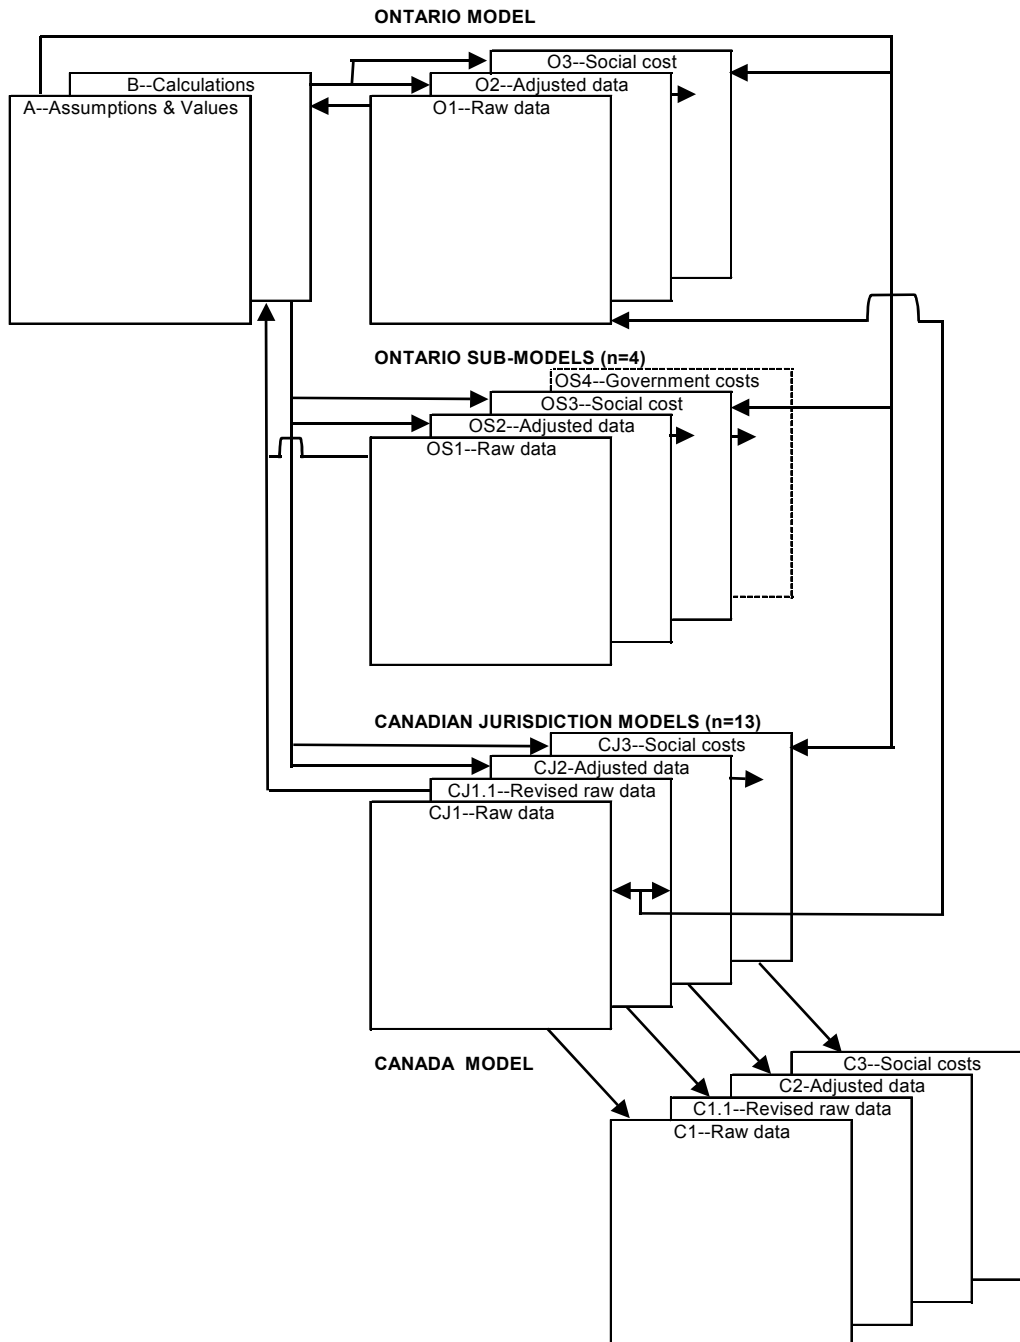 ONTARIO MODEL
O3--Social cost
B--Calculations
O2--Adjusted data
A--Assumptions & Values
O1--Raw data
ONTARIO SUB-MODELS (n=4)
OS4--Government costs
OS3--Social cost
OS2--Adjusted data
OS1--Raw data
CANADIAN JURISDICTION MODELS (n=13)
CJ3--Social costs
CJ2-Adjusted data
CJ1.1--Revised raw data
CJ1--Raw data
CANADA MODEL
C3--Social costs
C2-Adjusted data
C1.1--Revised raw data
C1--Raw data